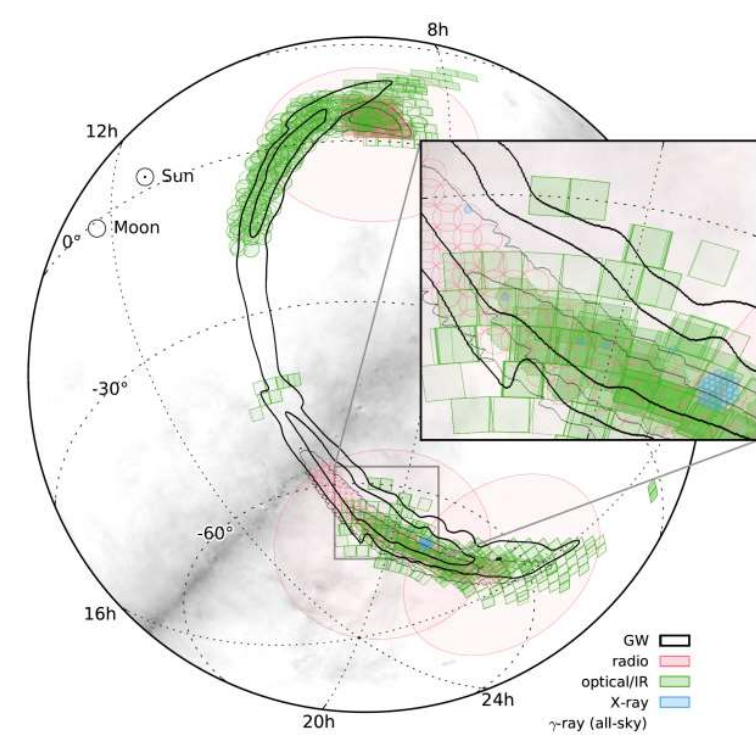 8h
12h
Sun
Moon
0°
-30°
-60°
16h
20h
24h
GW
radio
optical/IR
X-ray
γ-ray (all-sky)